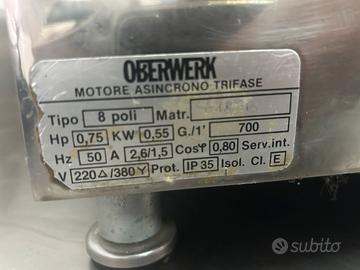 OBERWERK
MOTORE ASINCRONO TRIFASE
Tipo 8 poli Matr.
Hp 0,75 KW 0,55 G./1' 700
Hz 50 A 2,6/1,5 Cosφ 0,80 Serv.int.
V 220△/380Y Prot. IP 35 Isol. Cl. E
subito